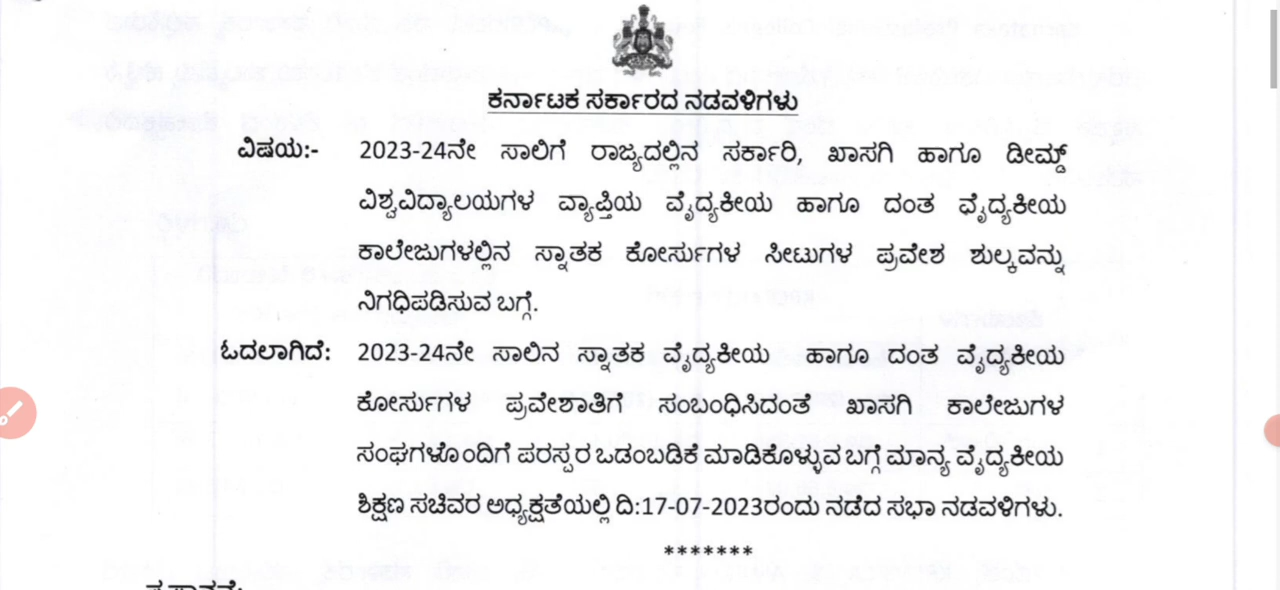 ಕರ್ನಾಟಕ ಸರ್ಕಾರದ ನಡವಳಿಗಳು
ವಿಷಯ:- 2023-24ನೇ ಸಾಲಿಗೆ ರಾಜ್ಯದಲ್ಲಿನ ಸರ್ಕಾರಿ, ಖಾಸಗಿ ಹಾಗೂ ಡೀಮ್ಡ್
ವಿಶ್ವವಿದ್ಯಾಲಯಗಳ ವ್ಯಾಪ್ತಿಯ ವೈದ್ಯಕೀಯ ಹಾಗೂ ದಂತ ವೈದ್ಯಕೀಯ
ಕಾಲೇಜುಗಳಲ್ಲಿನ ಸ್ನಾತಕ ಕೋರ್ಸುಗಳ ಸೀಟುಗಳ ಪ್ರವೇಶ ಶುಲ್ಕವನ್ನು
ನಿಗಧಿಪಡಿಸುವ ಬಗ್ಗೆ.
ಓದಲಾಗಿದೆ: 2023-24ನೇ ಸಾಲಿನ ಸ್ನಾತಕ ವೈದ್ಯಕೀಯ ಹಾಗೂ ದಂತ ವೈದ್ಯಕೀಯ
ಕೋರ್ಸುಗಳ ಪ್ರವೇಶಾತಿಗೆ ಸಂಬಂಧಿಸಿದಂತೆ ಖಾಸಗಿ ಕಾಲೇಜುಗಳ
ಸಂಘಗಳೊಂದಿಗೆ ಪರಸ್ಪರ ಒಡಂಬಡಿಕೆ ಮಾಡಿಕೊಳ್ಳುವ ಬಗ್ಗೆ ಮಾನ್ಯ ವೈದ್ಯಕೀಯ
ಶಿಕ್ಷಣ ಸಚಿವರ ಅಧ್ಯಕ್ಷತೆಯಲ್ಲಿ ದಿ:17-07-2023ರಂದು ನಡೆದ ಸಭಾ ನಡವಳಿಗಳು.
*******